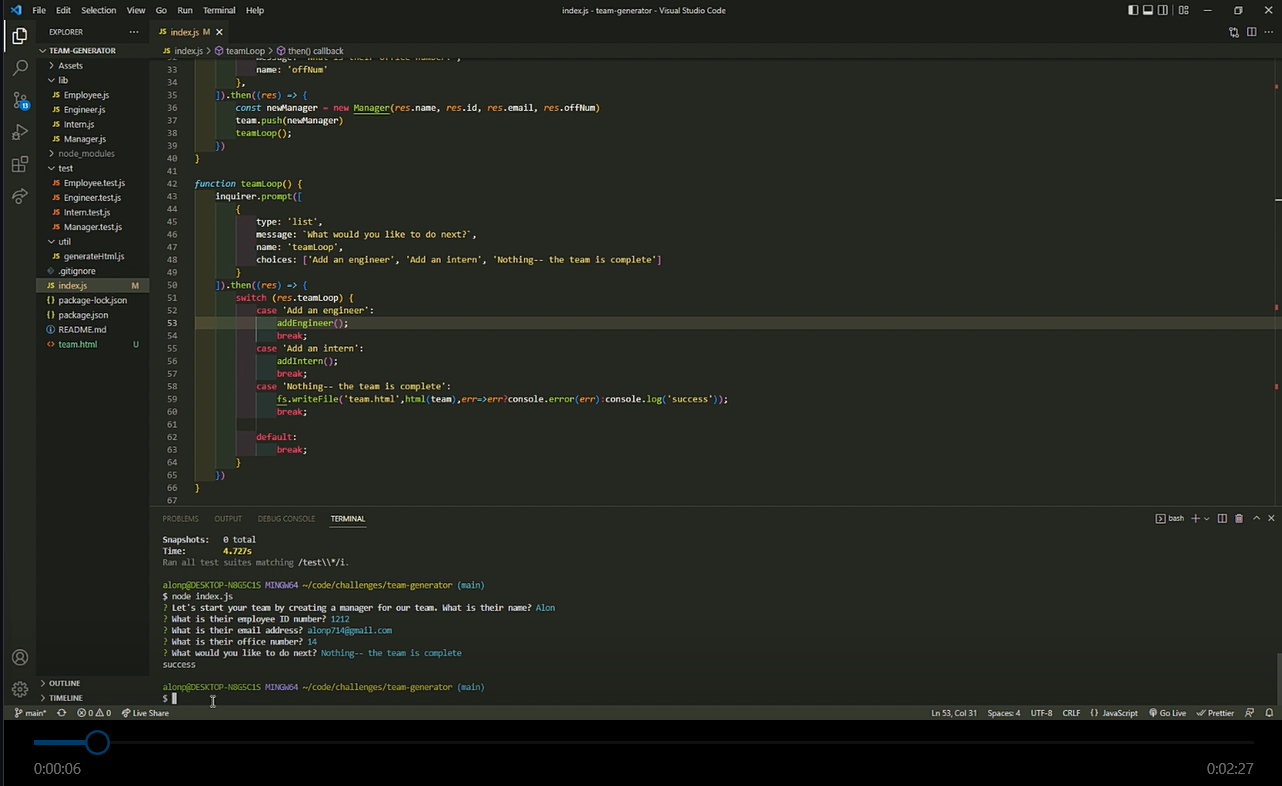 File Edit Selection View Go Run Terminal Help
index.js - team-generator - Visual Studio Code
EXPLORER
TEAM-GENERATOR
Assets
lib
JS Employee.js
JS Engineer.js
JS Intern.js
JS Manager.js
node_modules
test
JS Employee.test.js
JS Engineer.test.js
JS Intern.test.js
JS Manager.test.js
util
JS generateHtml.js
.gitignore
JS index.js M
{} package-lock.json
{} package.json
README.md
<> team.html U
OUTLINE
TIMELINE
13
JS index.js M
JS index.js > teamLoop > then() callback
32 message: 'What is their office number?',
33 name: 'offNum'
34 },
35 ]).then((res) => {
36 const newManager = new Manager(res.name, res.id, res.email, res.offNum)
37 team.push(newManager)
38 teamLoop();
39 })
40 }
41
42 function teamLoop() {
43 inquirer.prompt([
44 {
45 type: 'list',
46 message: `What would you like to do next?`,
47 name: 'teamLoop',
48 choices: ['Add an engineer', 'Add an intern', 'Nothing-- the team is complete']
49 }
50 ]).then((res) => {
51 switch (res.teamLoop) {
52 case 'Add an engineer':
53 addEngineer();
54 break;
55 case 'Add an intern':
56 addIntern();
57 break;
58 case 'Nothing-- the team is complete':
59 fs.writeFile('team.html',html(team),err=>err?console.error(err):console.log('success'));
60 break;
61
62 default:
63 break;
64 }
65 })
66 }
67
PROBLEMS OUTPUT DEBUG CONSOLE TERMINAL
bash
Snapshots: 0 total
Time: 4.727s
Ran all test suites matching /test\\*/i.
alonp@DESKTOP-N8G5C1S MINGW64 ~/code/challenges/team-generator (main)
$ node index.js
? Let's start your team by creating a manager for our team. What is their name? Alon
? What is their employee ID number? 1212
? What is their email address? alonp714@gmail.com
? What is their office number? 14
? What would you like to do next? Nothing-- the team is complete
success
alonp@DESKTOP-N8G5C1S MINGW64 ~/code/challenges/team-generator (main)
$
main* 0 0 Live Share
Ln 53, Col 31 Spaces: 4 UTF-8 CRLF {} JavaScript Go Live Prettier
0:00:06
0:02:27